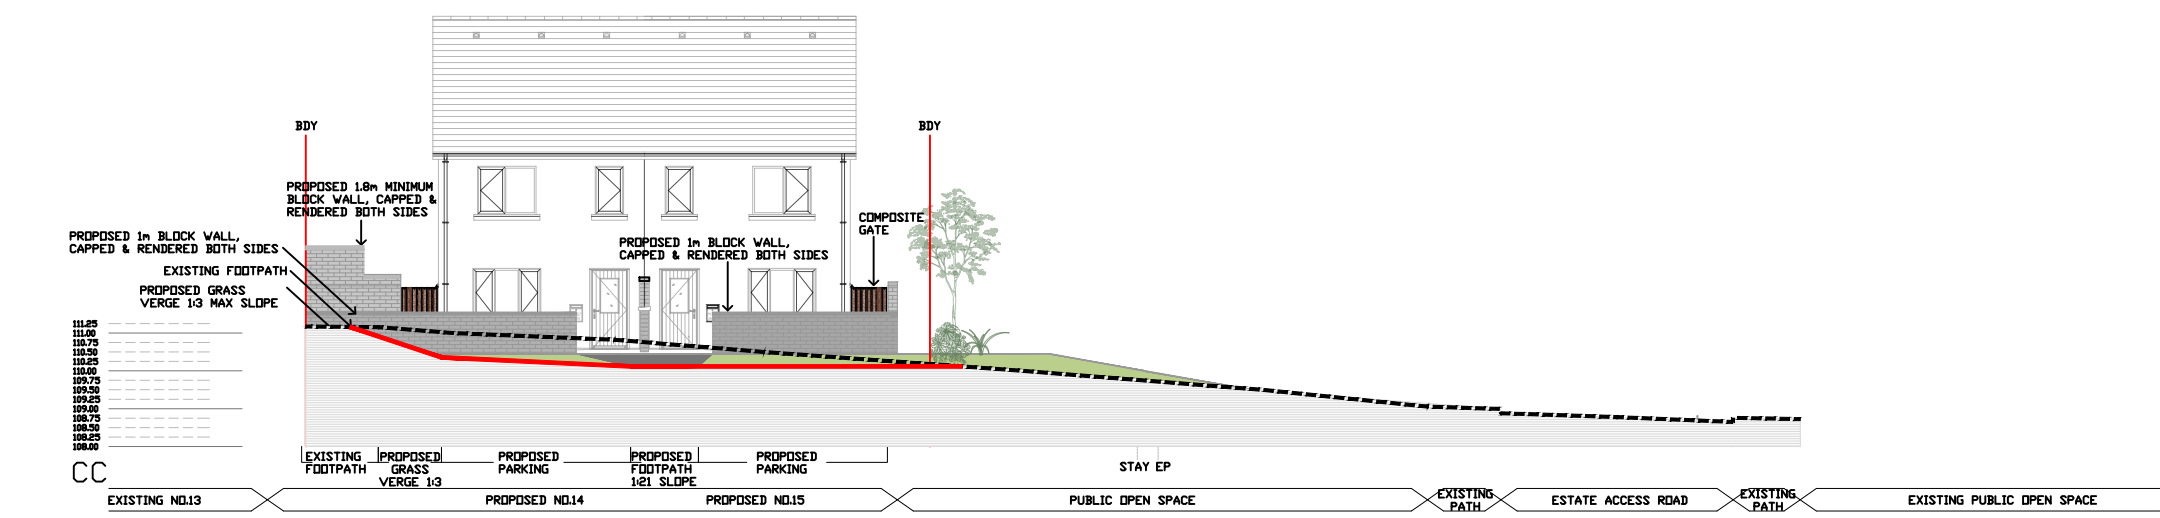 BDY
BDY
PROPOSED 1.8m MINIMUM
BLOCK WALL, CAPPED &
RENDERED BOTH SIDES
COMPOSITE
GATE
PROPOSED 1m BLOCK WALL,
CAPPED & RENDERED BOTH SIDES
PROPOSED 1m BLOCK WALL,
CAPPED & RENDERED BOTH SIDES
EXISTING FOOTPATH
PROPOSED GRASS
VERGE 1:3 MAX SLOPE
111.25
111.00
110.75
110.50
110.25
110.00
109.75
109.50
109.25
109.00
108.75
108.50
108.25
108.00
EXISTING
FOOTPATH
PROPOSED
GRASS
VERGE 1:3
PROPOSED
PARKING
PROPOSED
FOOTPATH
1:21 SLOPE
PROPOSED
PARKING
STAY EP
CC
EXISTING NO.13
PROPOSED NO.14
PROPOSED NO.15
PUBLIC OPEN SPACE
EXISTING
PATH
ESTATE ACCESS ROAD
EXISTING
PATH
EXISTING PUBLIC OPEN SPACE